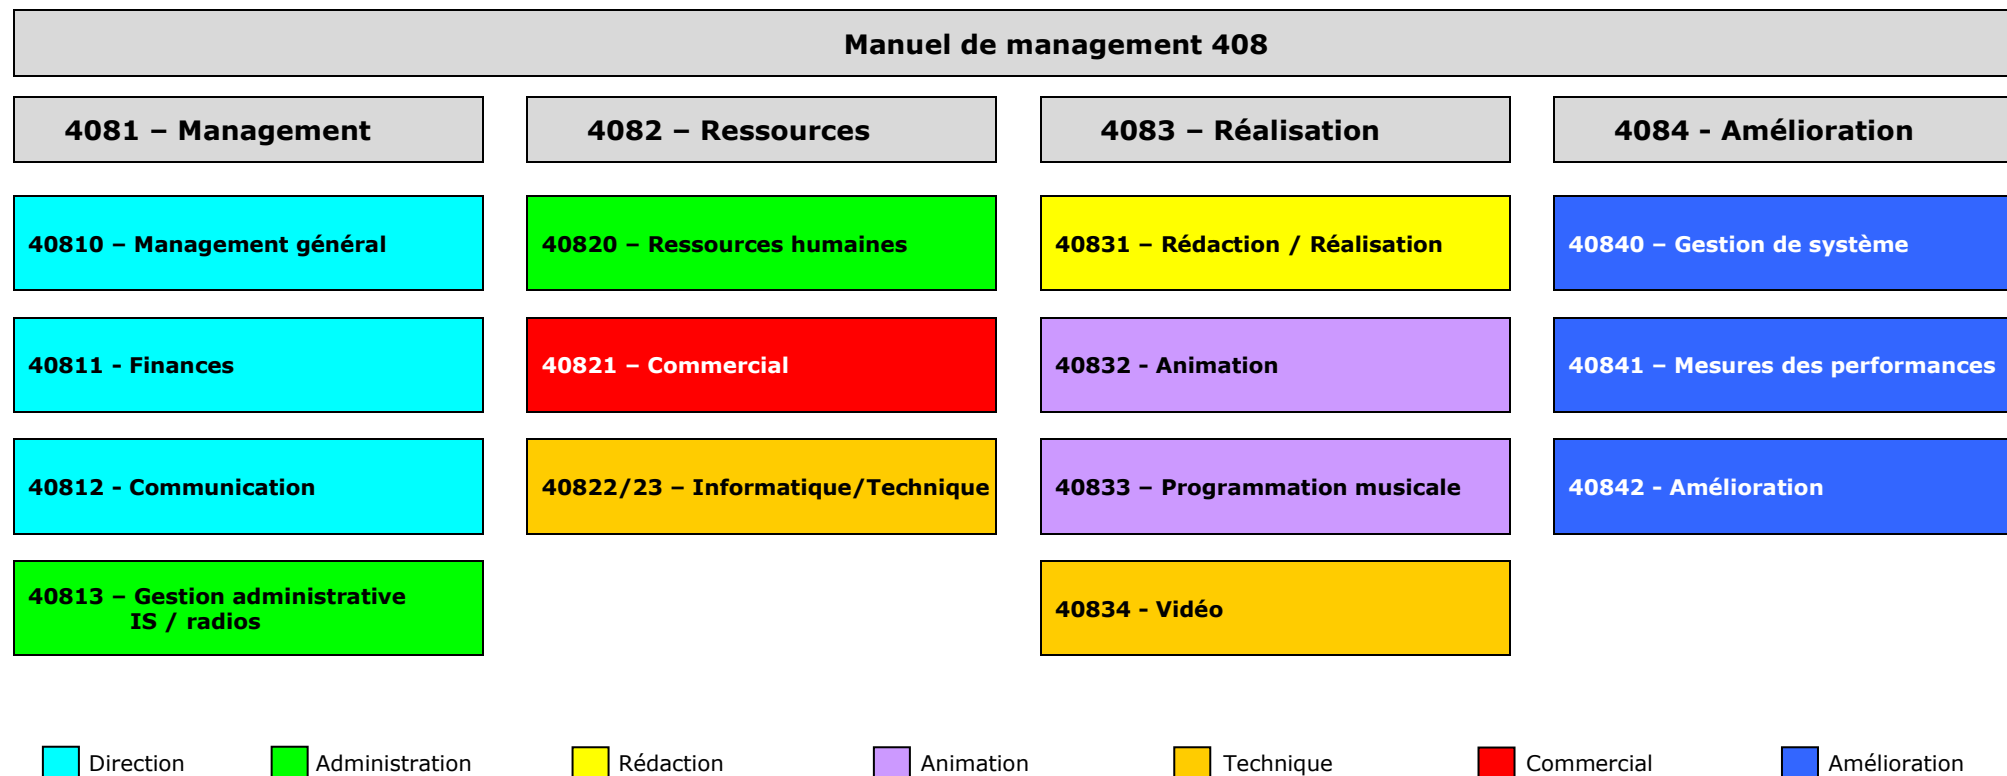 Manuel de management 408
4081 – Management
4082 – Ressources
4083 – Réalisation
4084 - Amélioration
40810 – Management général
40820 – Ressources humaines
40831 – Rédaction / Réalisation
40840 – Gestion de système
40811 - Finances
40821 – Commercial
40832 - Animation
40841 – Mesures des performances
40812 - Communication
40822/23 – Informatique/Technique
40833 – Programmation musicale
40842 - Amélioration
40813 – Gestion administrative
IS / radios
40834 - Vidéo
Direction
Administration
Rédaction
Animation
Technique
Commercial
Amélioration